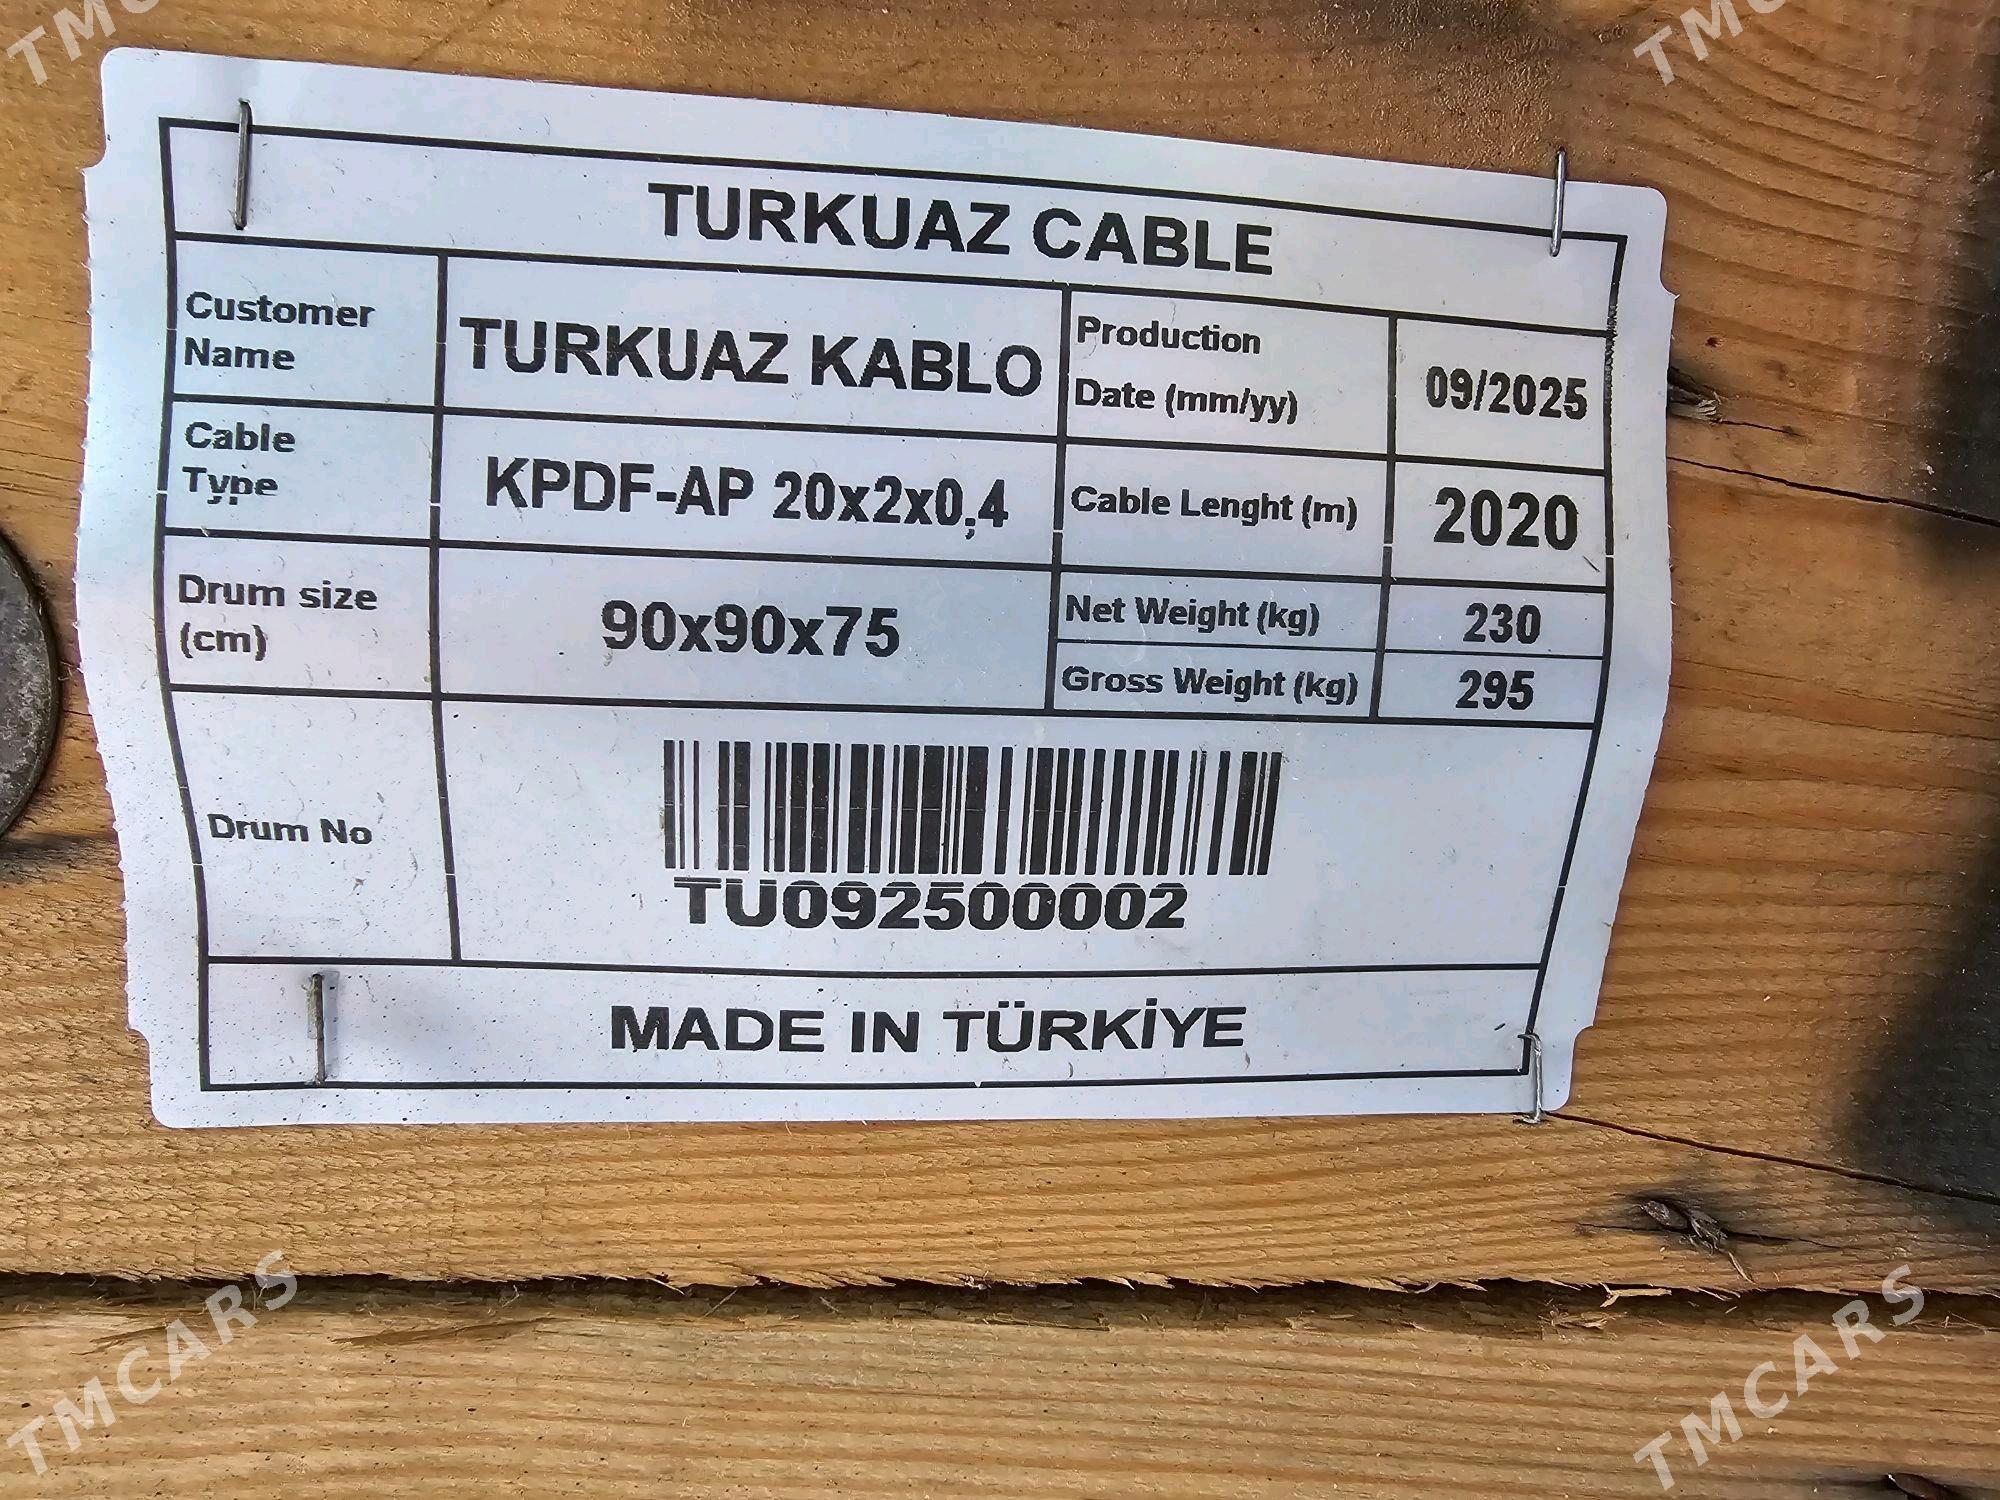 TURKUAZ CABLE
Customer
Name
TURKUAZ KABLO
Production
Date (mm/yy)
09/2025
Cable
Type
KPDF-AP 20x2x0,4
Cable Lenght (m)
2020
Drum size
(cm)
90x90x75
Net Weight (kg)
230
Gross Weight (kg)
295
Drum No
TU092500002
MADE IN TÜRKİYE
TMCARS
TMCARS